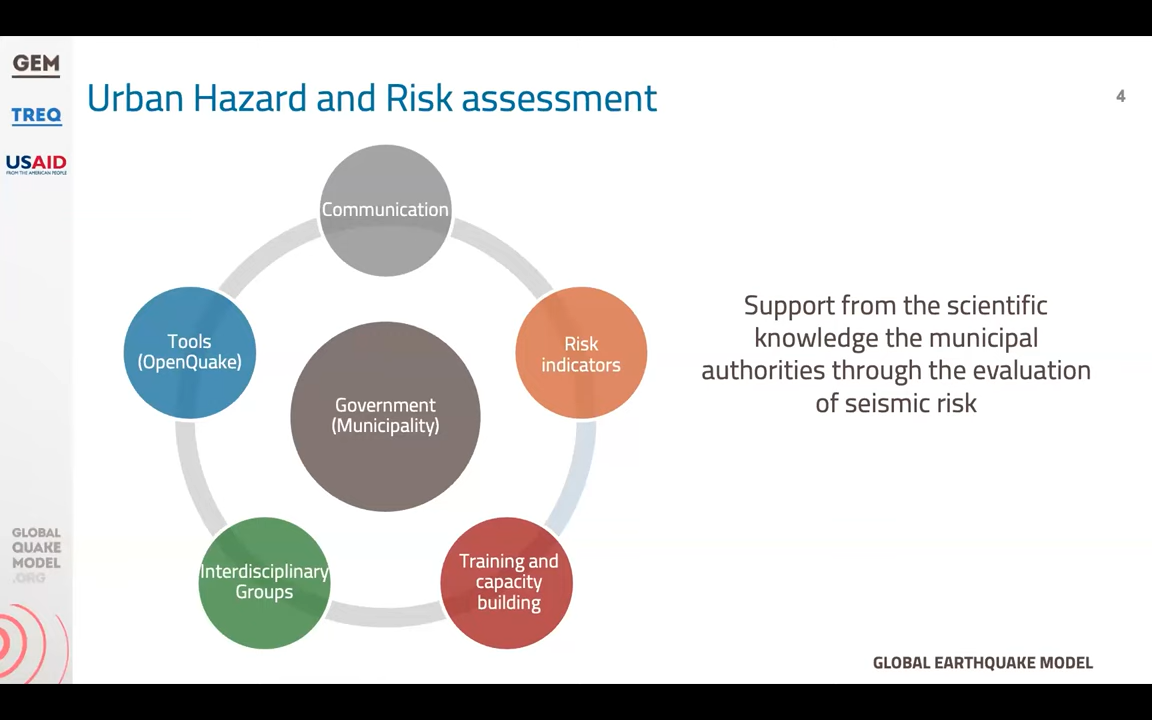 GEM
TREQ
USAID
FROM THE AMERICAN PEOPLE
Urban Hazard and Risk assessment
4
Communication
Tools
(OpenQuake)
Risk
indicators
Government
(Municipality)
Interdisciplinary
Groups
Training and
capacity
building
Support from the scientific
knowledge the municipal
authorities through the evaluation
of seismic risk
GLOBAL
QUAKE
MODEL
.ORG
GLOBAL EARTHQUAKE MODEL